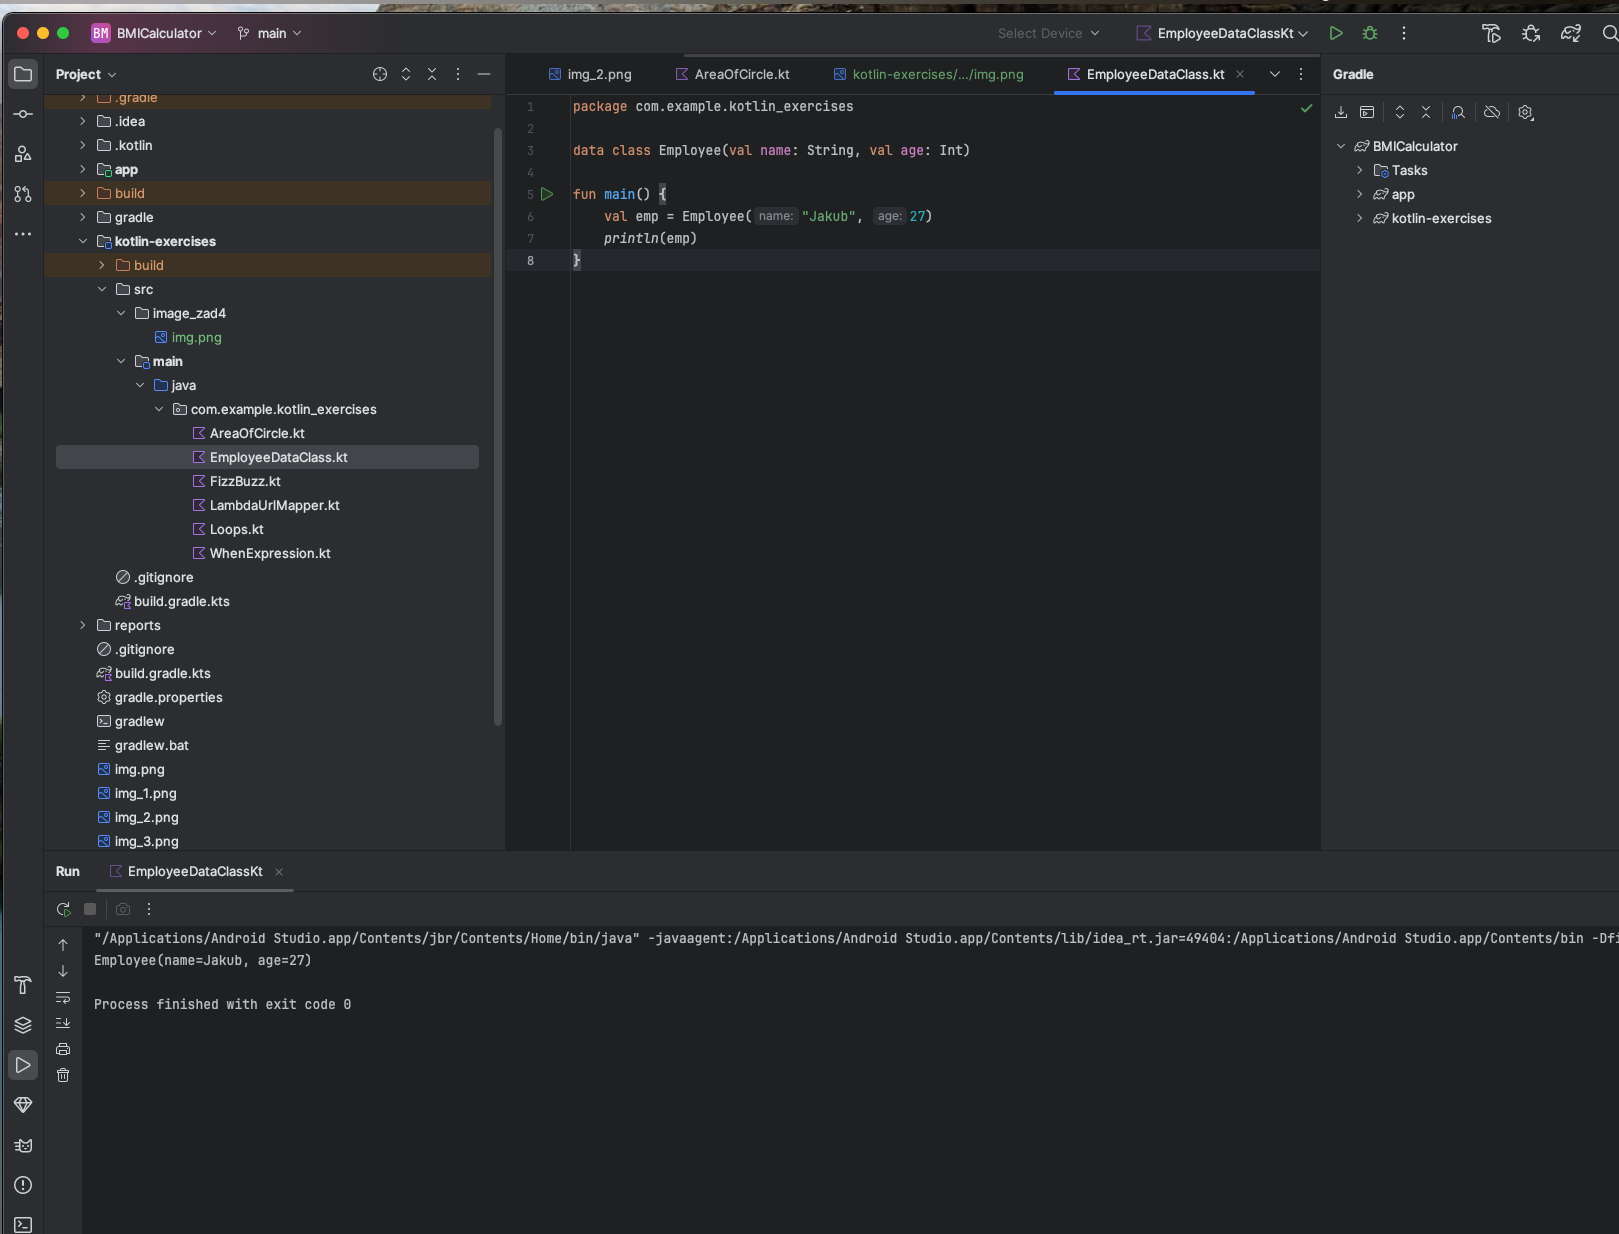 BM BMICalculator main Select Device EmployeeDataClassKt
Project
.gradle
.idea
.kotlin
app
build
gradle
kotlin-exercises
build
src
image_zad4
img.png
main
java
com.example.kotlin_exercises
AreaOfCircle.kt
EmployeeDataClass.kt
FizzBuzz.kt
LambdaUrlMapper.kt
Loops.kt
WhenExpression.kt
.gitignore
build.gradle.kts
reports
.gitignore
build.gradle.kts
gradle.properties
gradlew
gradlew.bat
img.png
img_1.png
img_2.png
img_3.png
img_2.png AreaOfCircle.kt kotlin-exercises/.../img.png EmployeeDataClass.kt
1 package com.example.kotlin_exercises
2
3 data class Employee(val name: String, val age: Int)
4
5 fun main() {
6 val emp = Employee( name: "Jakub", age: 27)
7 println(emp)
8 }
Gradle
BMICalculator
Tasks
app
kotlin-exercises
Run EmployeeDataClassKt
"/Applications/Android Studio.app/Contents/jbr/Contents/Home/bin/java" -javaagent:/Applications/Android Studio.app/Contents/lib/idea_rt.jar=49404:/Applications/Android Studio.app/Contents/bin -Dfi
Employee(name=Jakub, age=27)
Process finished with exit code 0